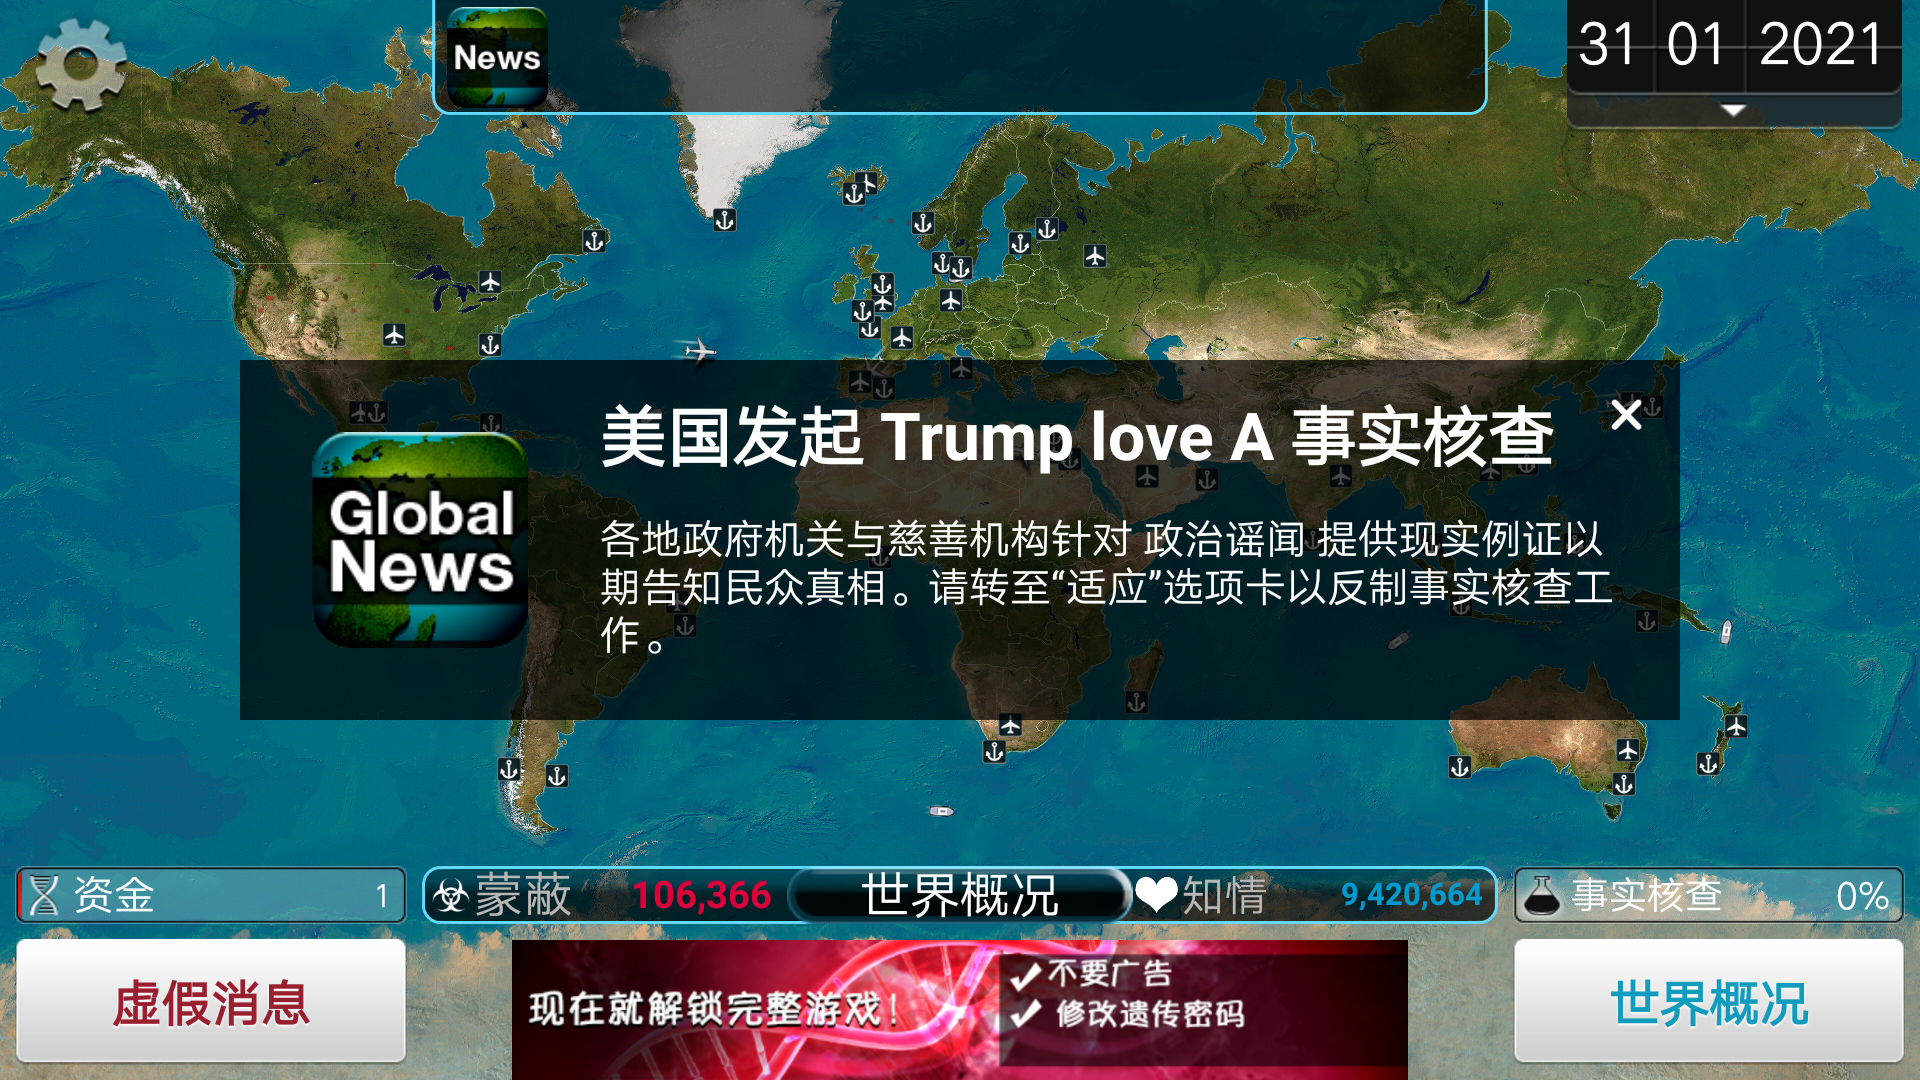 News
31 01 2021
美国发起 Trump love A 事实核查
Global
News
各地政府机关与慈善机构针对 政治谣闻 提供现实例证以
期告知民众真相。请转至“适应”选项卡以反制事实核查工
作。
资金 1
蒙蔽 106,366 世界概况 知情 9,420,664
事实核查 0%
虚假消息
现在就解锁完整游戏！
不要广告
修改遗传密码
世界概况